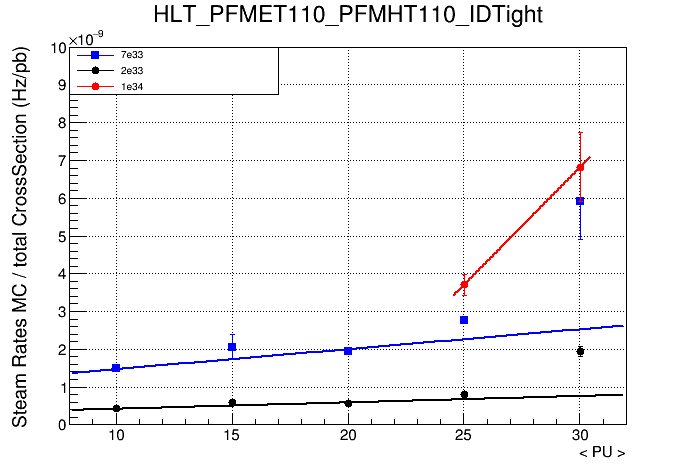 HLT_PFMET110_PFMHT110_IDTight
×10⁻⁹
Steam Rates MC / total CrossSection (Hz/pb)
7e33
2e33
1e34
10
9
8
7
6
5
4
3
2
1
0
10 15 20 25 30
< PU >